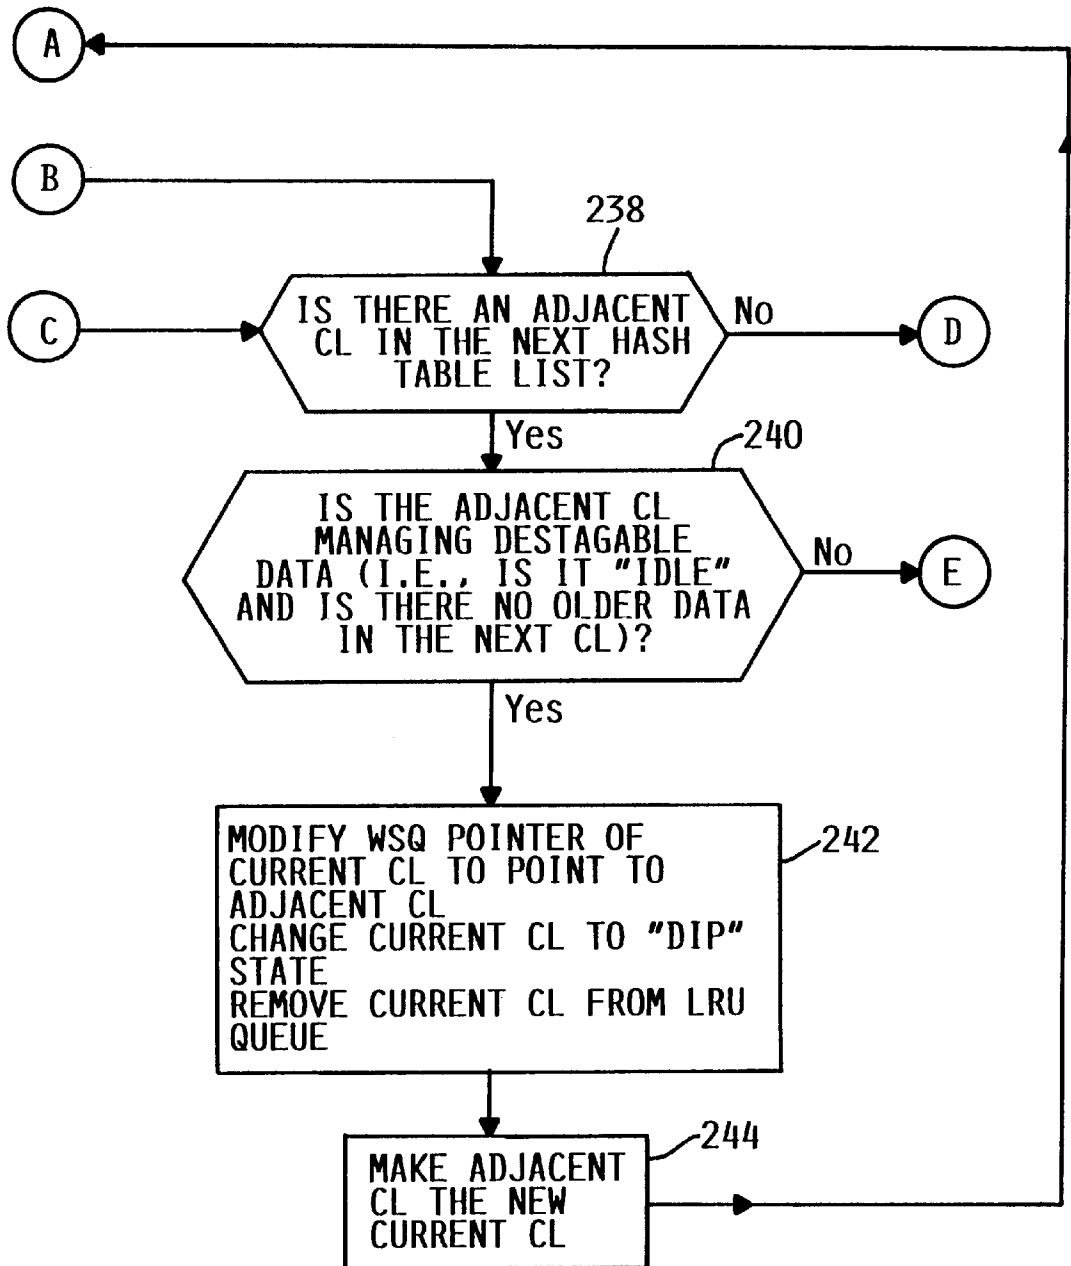 A
B
238
C
IS THERE AN ADJACENT
CL IN THE NEXT HASH
TABLE LIST?
No
D
Yes
240
IS THE ADJACENT CL
MANAGING DESTAGABLE
DATA (I.E., IS IT "IDLE"
AND IS THERE NO OLDER DATA
IN THE NEXT CL)?
No
E
Yes
MODIFY WSQ POINTER OF
CURRENT CL TO POINT TO
ADJACENT CL
CHANGE CURRENT CL TO "DIP"
STATE
REMOVE CURRENT CL FROM LRU
QUEUE
242
244
MAKE ADJACENT
CL THE NEW
CURRENT CL